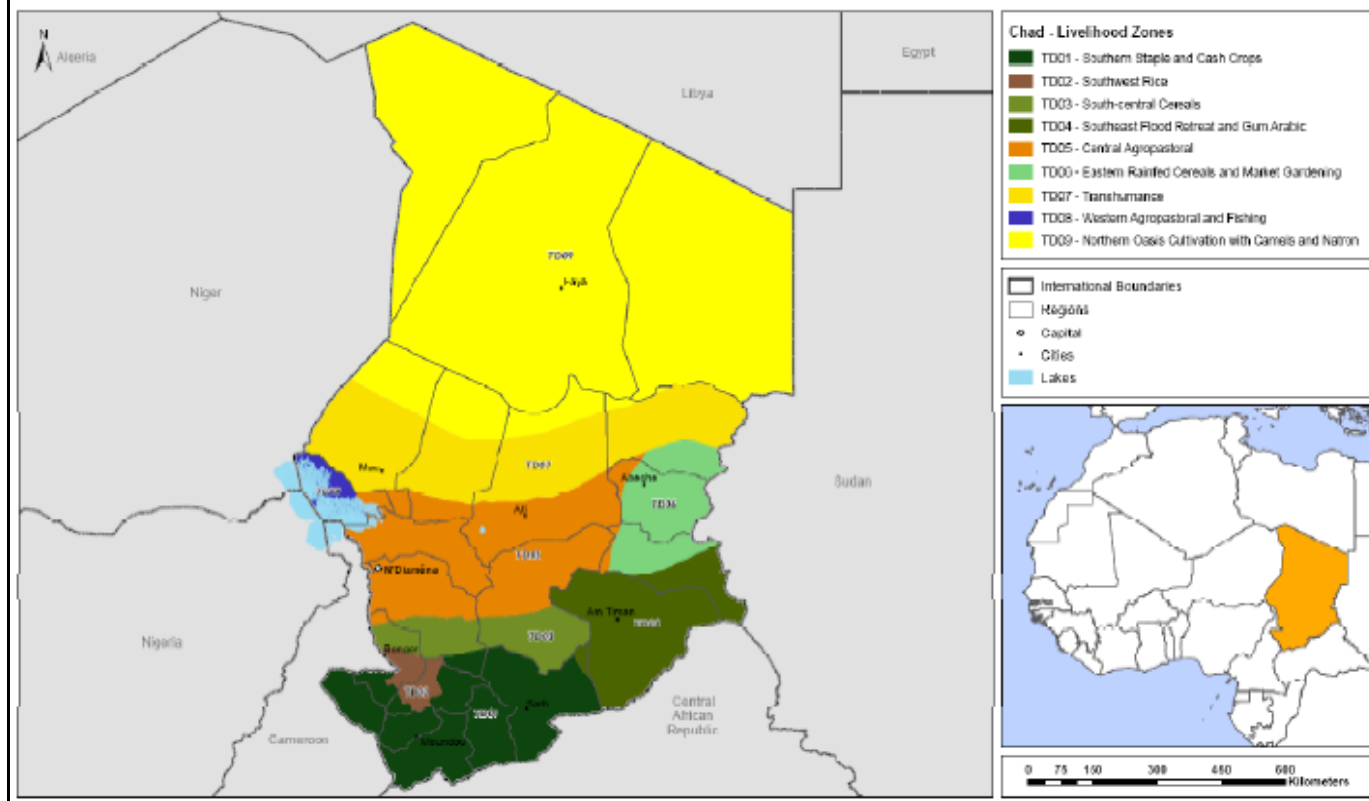 N
Algeria
Libya
Egypt
Niger
TD09
Faya
Mao
TD07
Abeche
TD06
Ati
TD05
N'Djaména
Sudan
Am Timan
TD03
Bongor
TD02
Nigeria
TD01
Sarh
Moundou
Cameroon
Central
African
Republic
Chad - Livelihood Zones
TD01 - Southern Staple and Cash Crops
TD02 - Southwest Rice
TD03 - South-central Cereals
TD04 - Southeast Flood Retreat and Gum Arabic
TD05 - Central Agropastoral
TD06 - Eastern Rainfed Cereals and Market Gardening
TD07 - Transhumance
TD08 - Western Agropastoral and Fishing
TD09 - Northern Oasis Cultivation with Camels and Natron
International Boundaries
Regions
Capital
Cities
Lakes
0 75 150 300 450 600
Kilometers